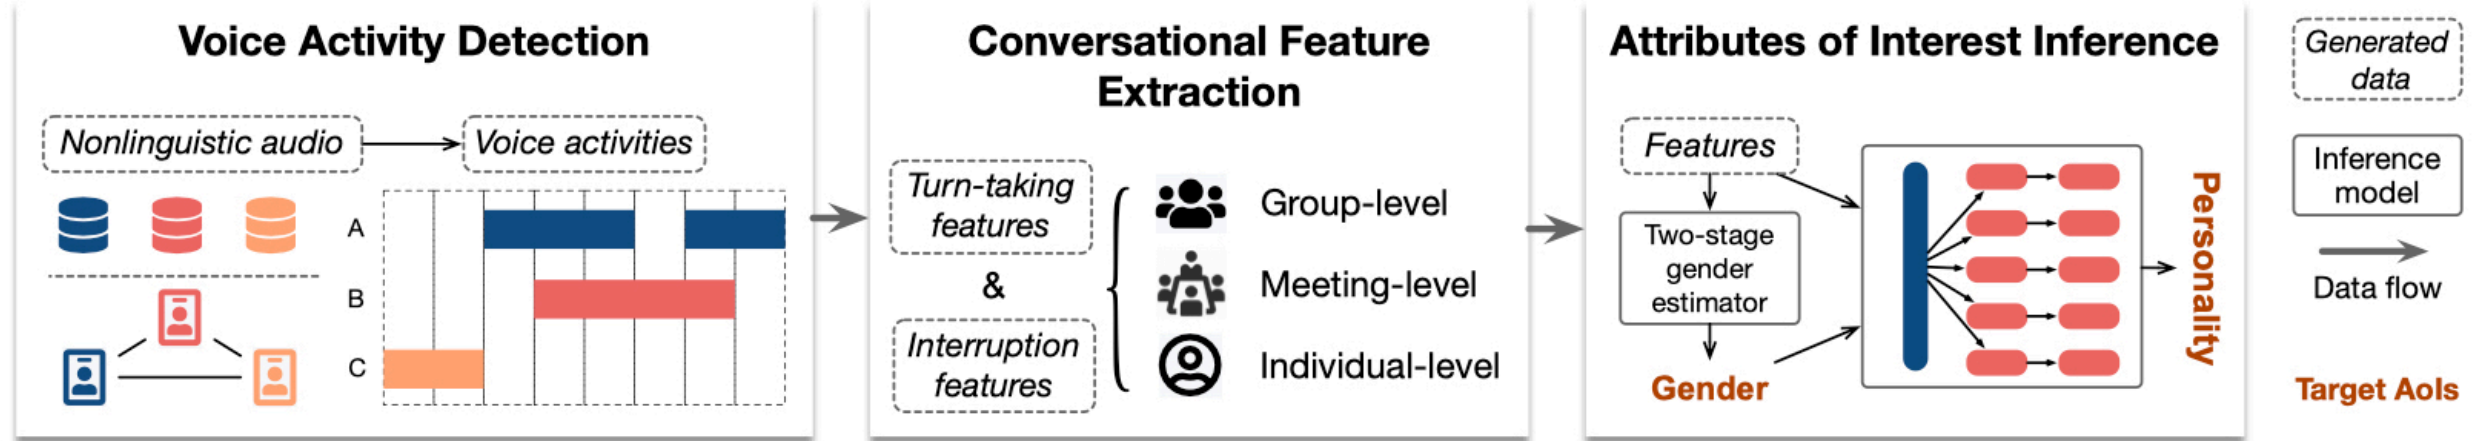 Voice Activity Detection
Nonlinguistic audio
Voice activities
A
B
C
Conversational Feature
Extraction
Turn-taking
features
&
Interruption
features
Group-level
Meeting-level
Individual-level
Attributes of Interest Inference
Features
Two-stage
gender
estimator
Gender
Personality
Generated
data
Inference
model
Data flow
Target AoIs